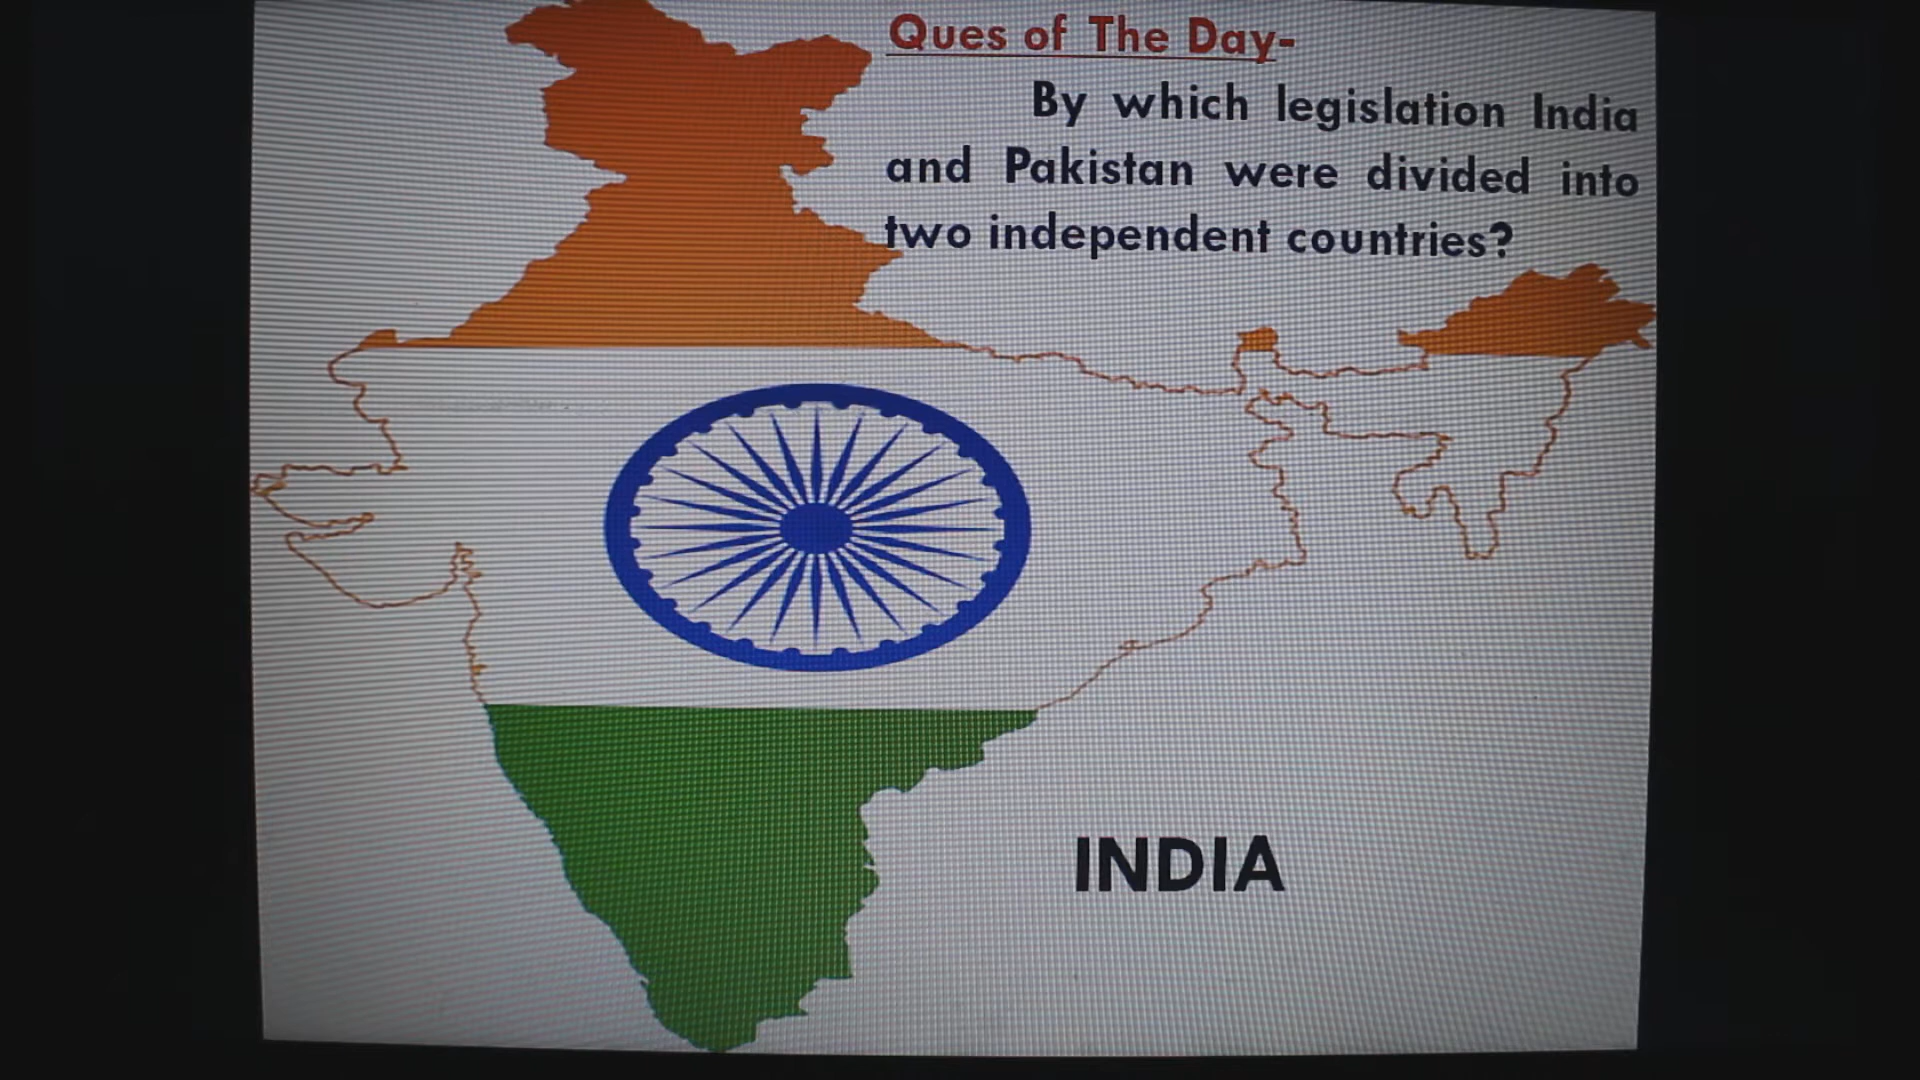 Ques of The Day-
By which legislation India
and Pakistan were divided into
two independent countries?
INDIA